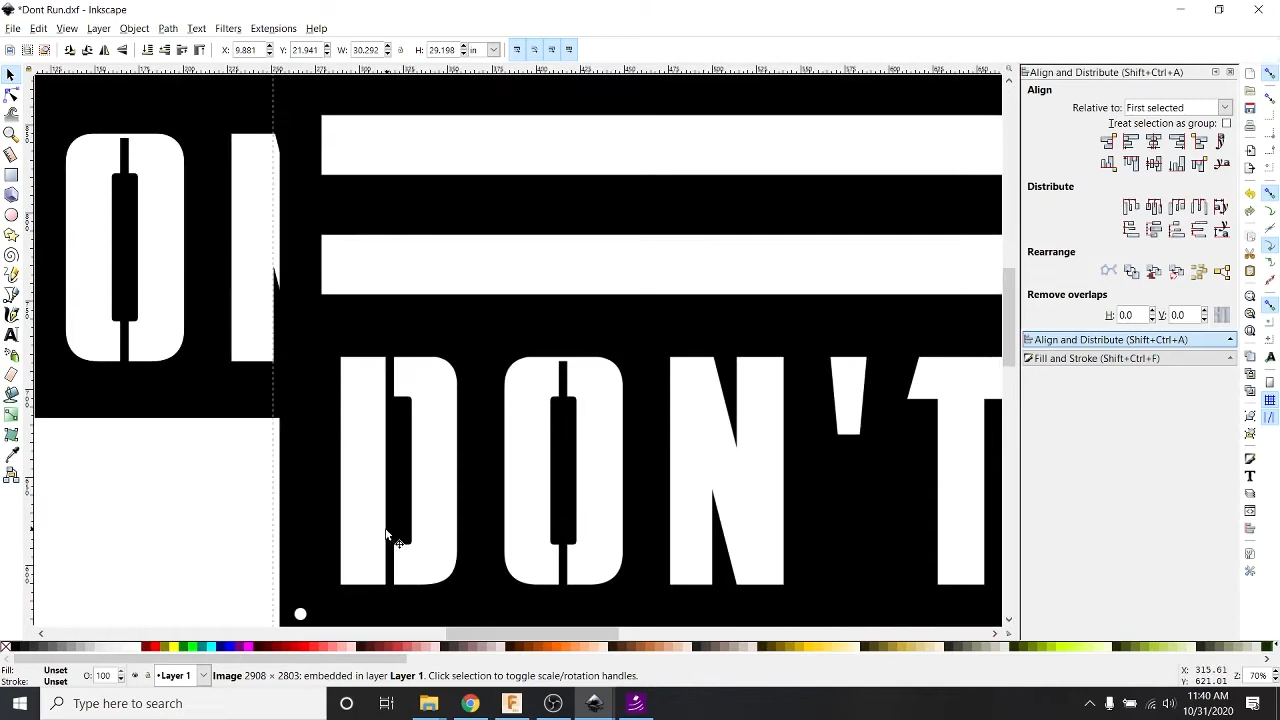 *Dont Run.dxf - Inkscape
File Edit View Layer Object Path Text Filters Extensions Help
X: 9.881 Y: 21.941 W: 30.292 H: 29.198 in
Align and Distribute (Shift+Ctrl+A)
Align
Relative to: First selected
Treat selection as group:
Distribute
Rearrange
Remove overlaps
H: 0.0 V: 0.0
Align and Distribute (Shift+Ctrl+A)
Fill and Stroke (Shift+Ctrl+F)
DON'T
Fill: Unset
Stroke: Unset
O: 100
•Layer 1
Image 2908 × 2803: embedded in layer Layer 1. Click selection to toggle scale/rotation handles.
X: 315.61
Y: 621.01
Z: 70%
Type here to search
11:40 AM
10/31/2020